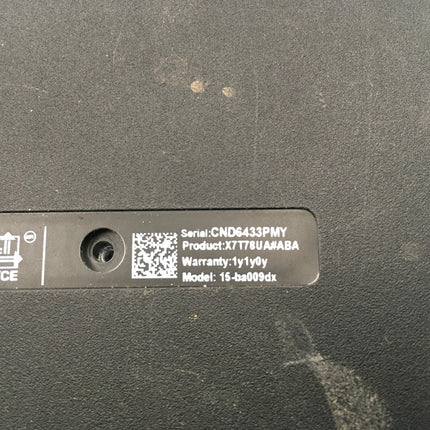 Serial:CND6433PMY
Product:X7T78UA#ABA
Warranty:1y1y0y
Model: 15-ba009dx